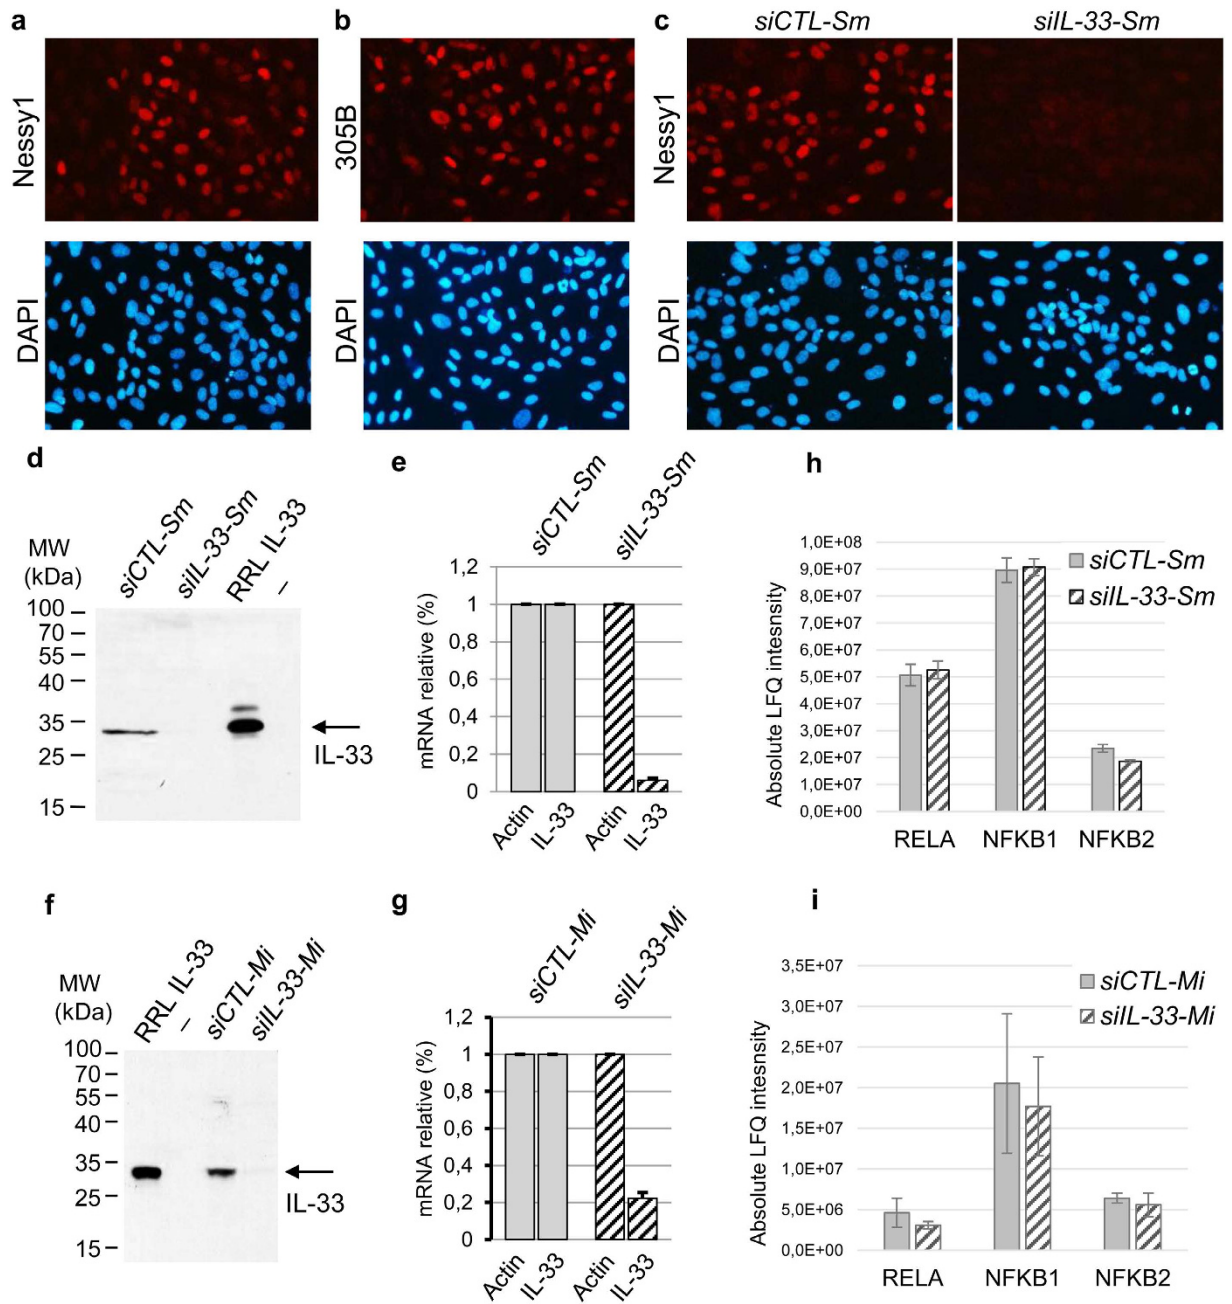 a
b
c
siCTL-Sm
siIL-33-Sm
Nessy1
305B
Nessy1
DAPI
DAPI
DAPI
d
MW
(kDa)
siCTL-Sm
siIL-33-Sm
RRL IL-33
–
100
70
55
40
35
25
15
IL-33
e
siCTL-Sm
siIL-33-Sm
mRNA relative (%)
1,2
1
0,8
0,6
0,4
0,2
0
Actin
IL-33
Actin
IL-33
h
Absolute LFQ intesnsity
1,0E+08
9,0E+07
8,0E+07
7,0E+07
6,0E+07
5,0E+07
4,0E+07
3,0E+07
2,0E+07
1,0E+07
0,0E+00
siCTL-Sm
siIL-33-Sm
RELA
NFKB1
NFKB2
f
MW
(kDa)
RRL IL-33
–
siCTL-Mi
siIL-33-Mi
100
70
55
40
35
25
15
IL-33
g
siCTL-Mi
siIL-33-Mi
mRNA relative (%)
1,2
1
0,8
0,6
0,4
0,2
0
Actin
IL-33
Actin
IL-33
i
Absolute LFQ intesnsity
3,5E+07
3,0E+07
2,5E+07
2,0E+07
1,5E+07
1,0E+07
5,0E+06
0,0E+00
siCTL-Mi
siIL-33-Mi
RELA
NFKB1
NFKB2